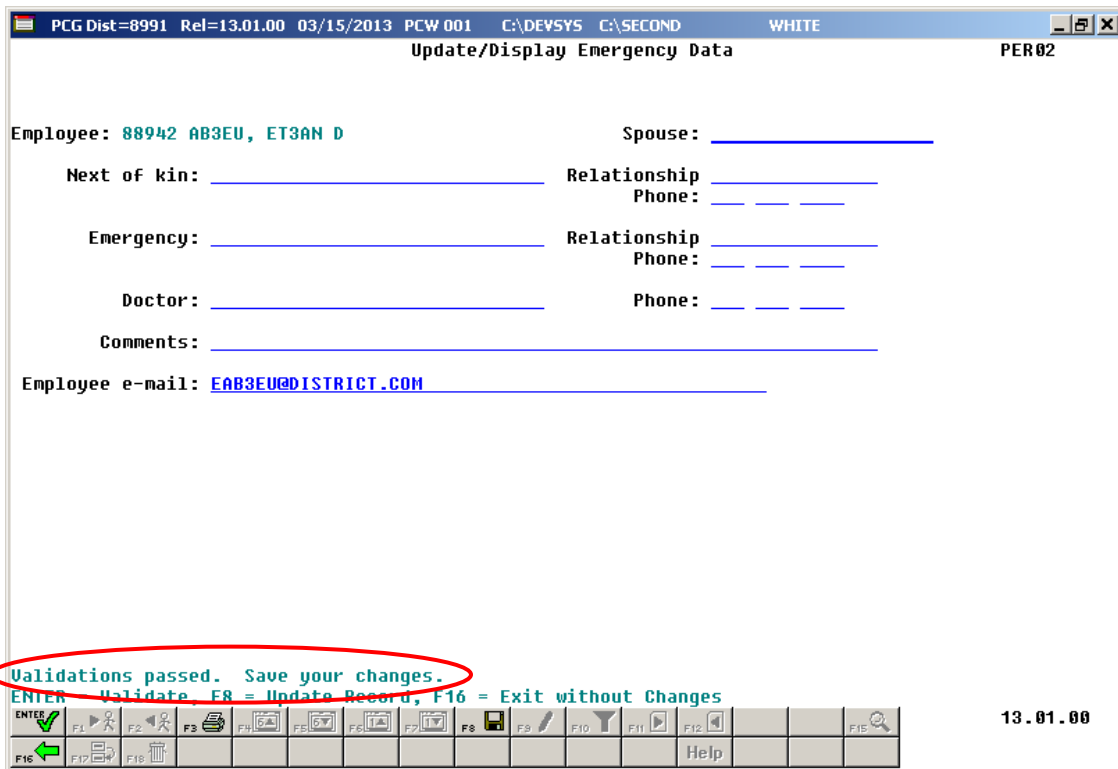 PCG Dist=8991 Rel=13.01.00 03/15/2013 PCW 001 C:\DEVSYS C:\SECOND WHITE
Update/Display Emergency Data PER02
Employee: 88942 AB3EU, ET3AN D Spouse:
Next of kin: Relationship
Phone:
Emergency: Relationship
Phone:
Doctor: Phone:
Comments:
Employee e-mail: EAB3EU@DISTRICT.COM
Validations passed. Save your changes.
ENTER = Validate, F8 = Update Record, F16 = Exit without Changes
ENTER F1 F2 F3 F4 64 F5 6 F6 1 F7 1 F8 F9 F10 F11 F12 F15 13.01.00
F16 F17 F18 Help